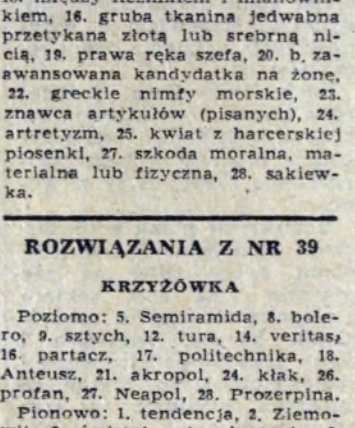 kiem, 16. gruba tkanina jedwabna
przetykana złotą lub srebrną ni-
cią, 19. prawa ręka szefa, 20. b. za-
awansowana kandydatka na żonę,
22. greckie nimfy morskie, 23.
znawca artykułów (pisanych), 24.
artretyzm, 25. kwiat z harcerskiej
piosenki, 27. szkoda moralna, ma-
terialna lub fizyczna, 28. sakiew-
ka.
ROZWIĄZANIA Z NR 39
KRZYŻÓWKA
Poziomo: 5. Semiramida, 8. bole-
ro, 9. sztych, 12. tura, 14. veritas,
16. partacz, 17. politechnika, 18.
Anteusz, 21. akropol, 24. kłak, 26.
profan, 27. Neapol, 28. Prozerpina.
Pionowo: 1. tendencja, 2. Ziemo-